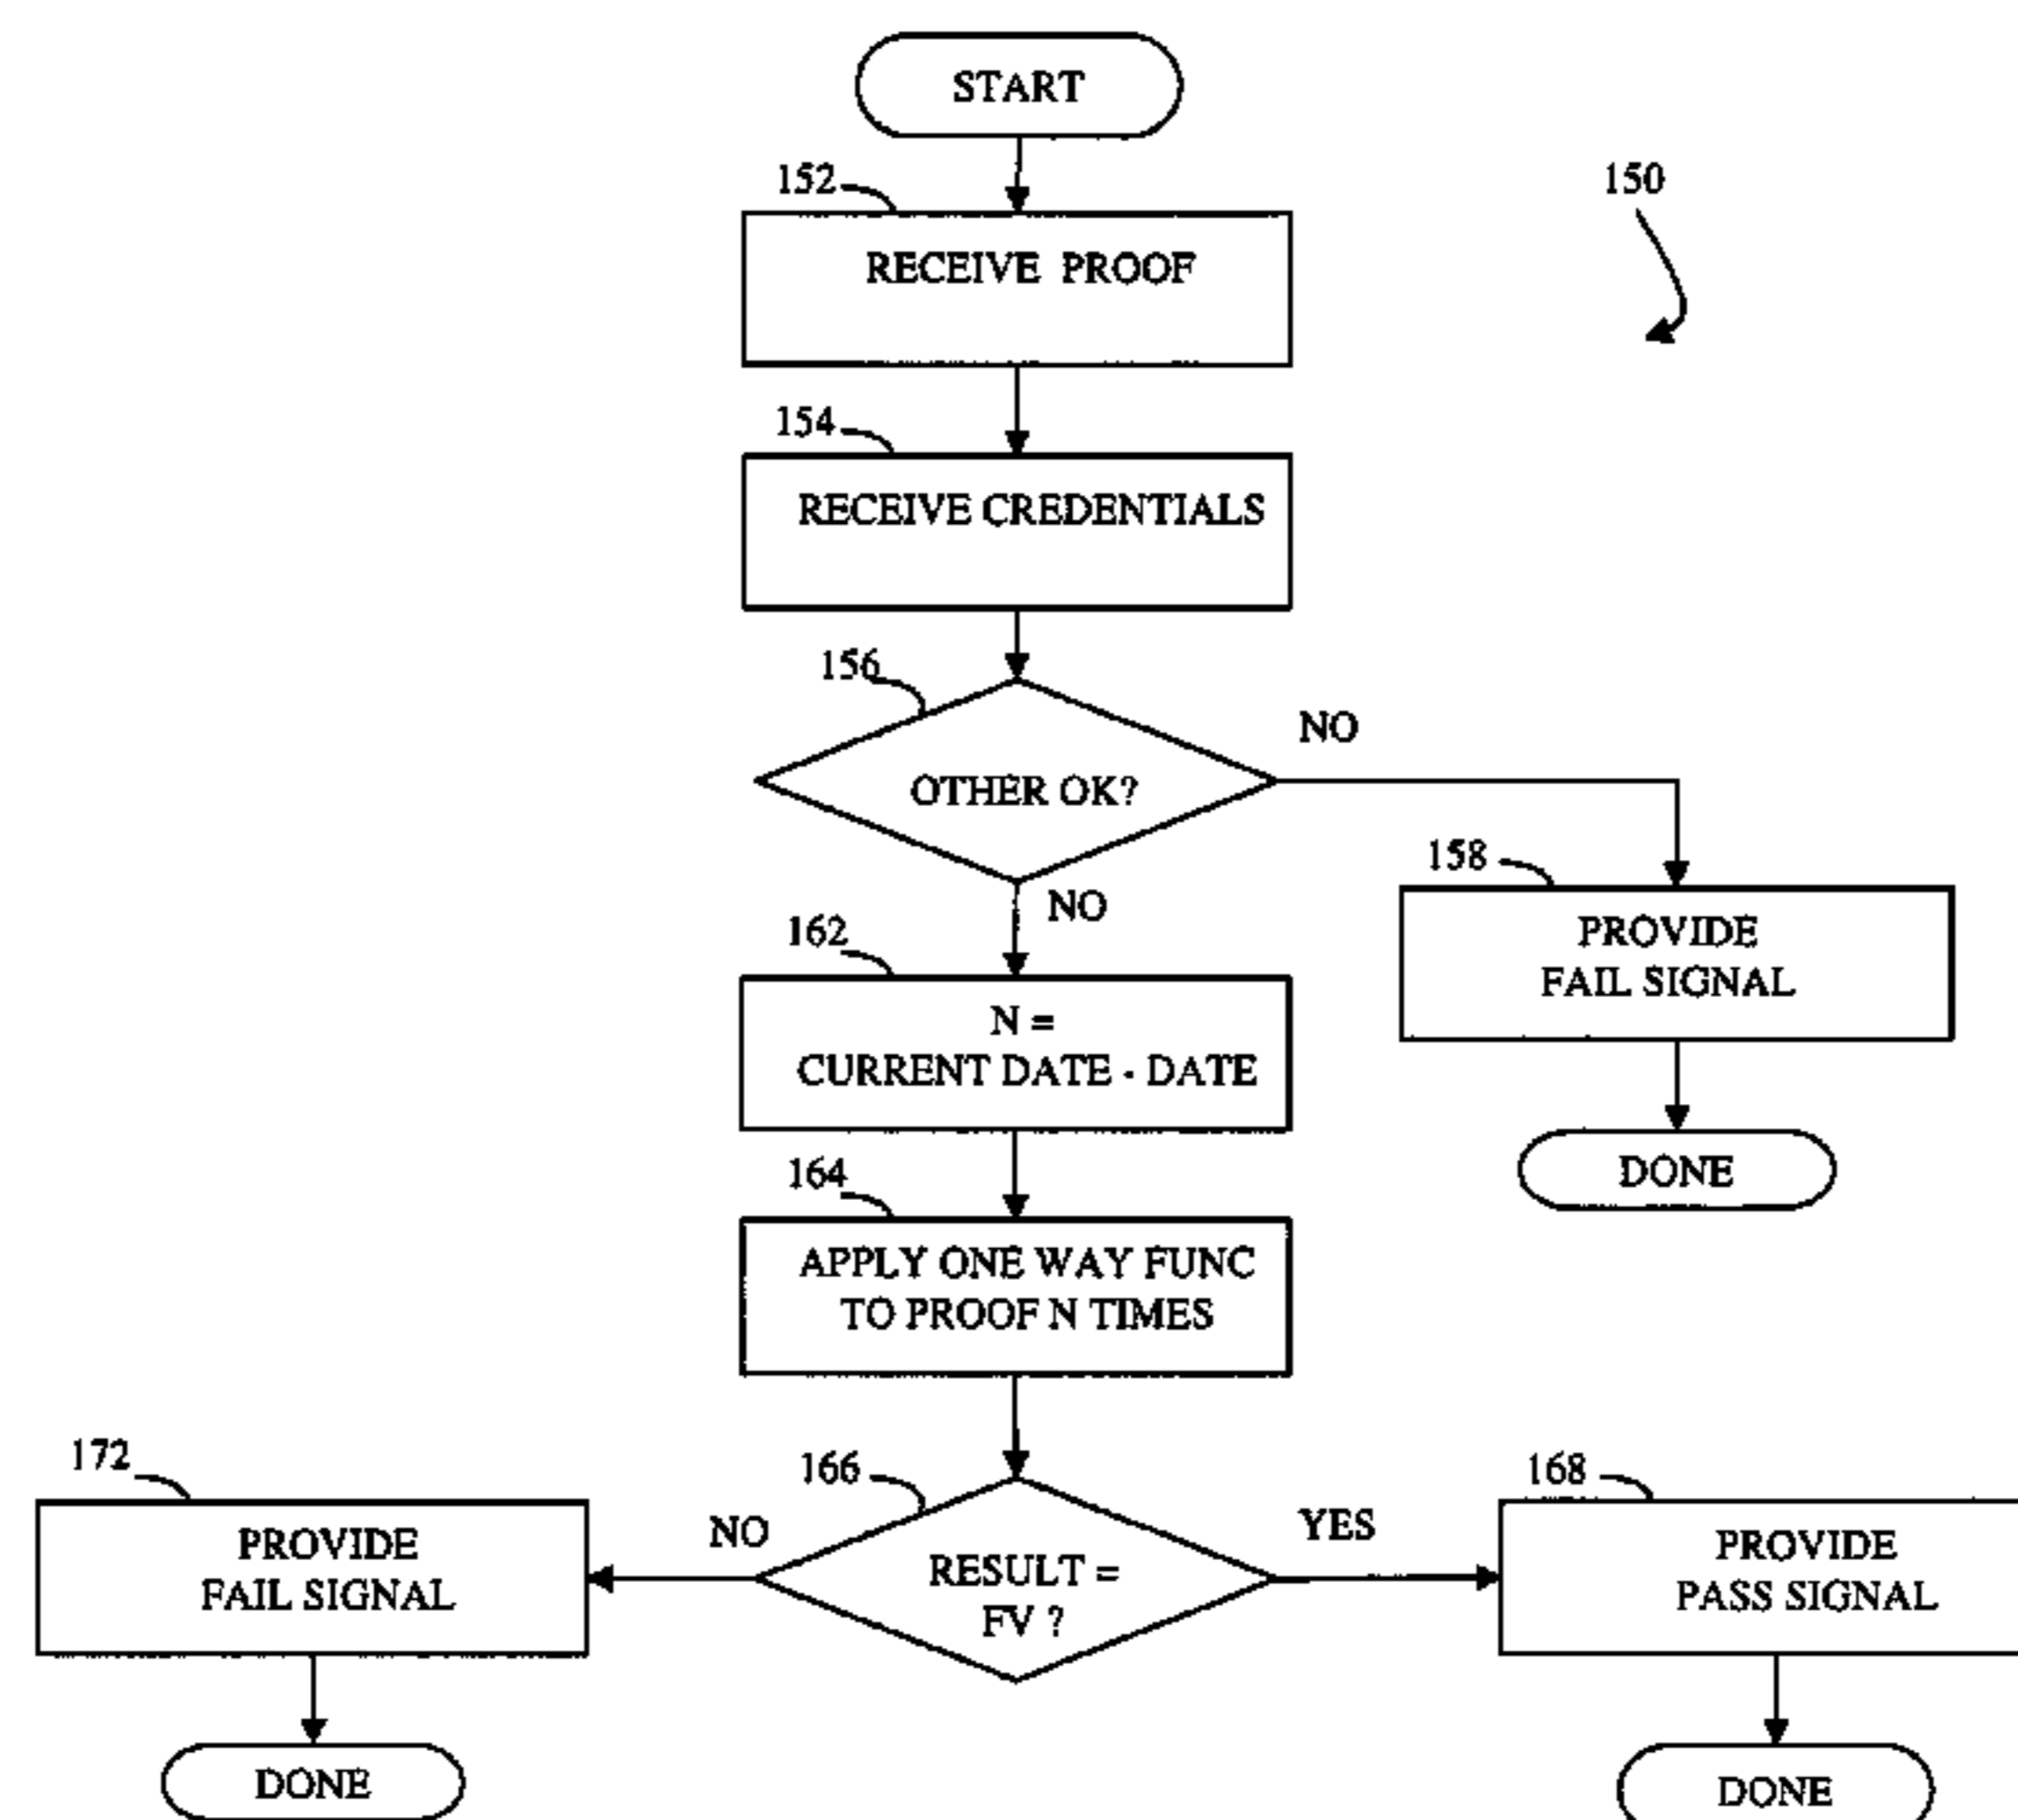 START
152
150
RECEIVE PROOF
154
RECEIVE CREDENTIALS
156
NO
OTHER OK?
158
NO
162
PROVIDE
FAIL SIGNAL
N =
CURRENT DATE - DATE
164
DONE
APPLY ONE WAY FUNC
TO PROOF N TIMES
172
166
168
NO
YES
PROVIDE
FAIL SIGNAL
RESULT =
FV ?
PROVIDE
PASS SIGNAL
DONE
DONE